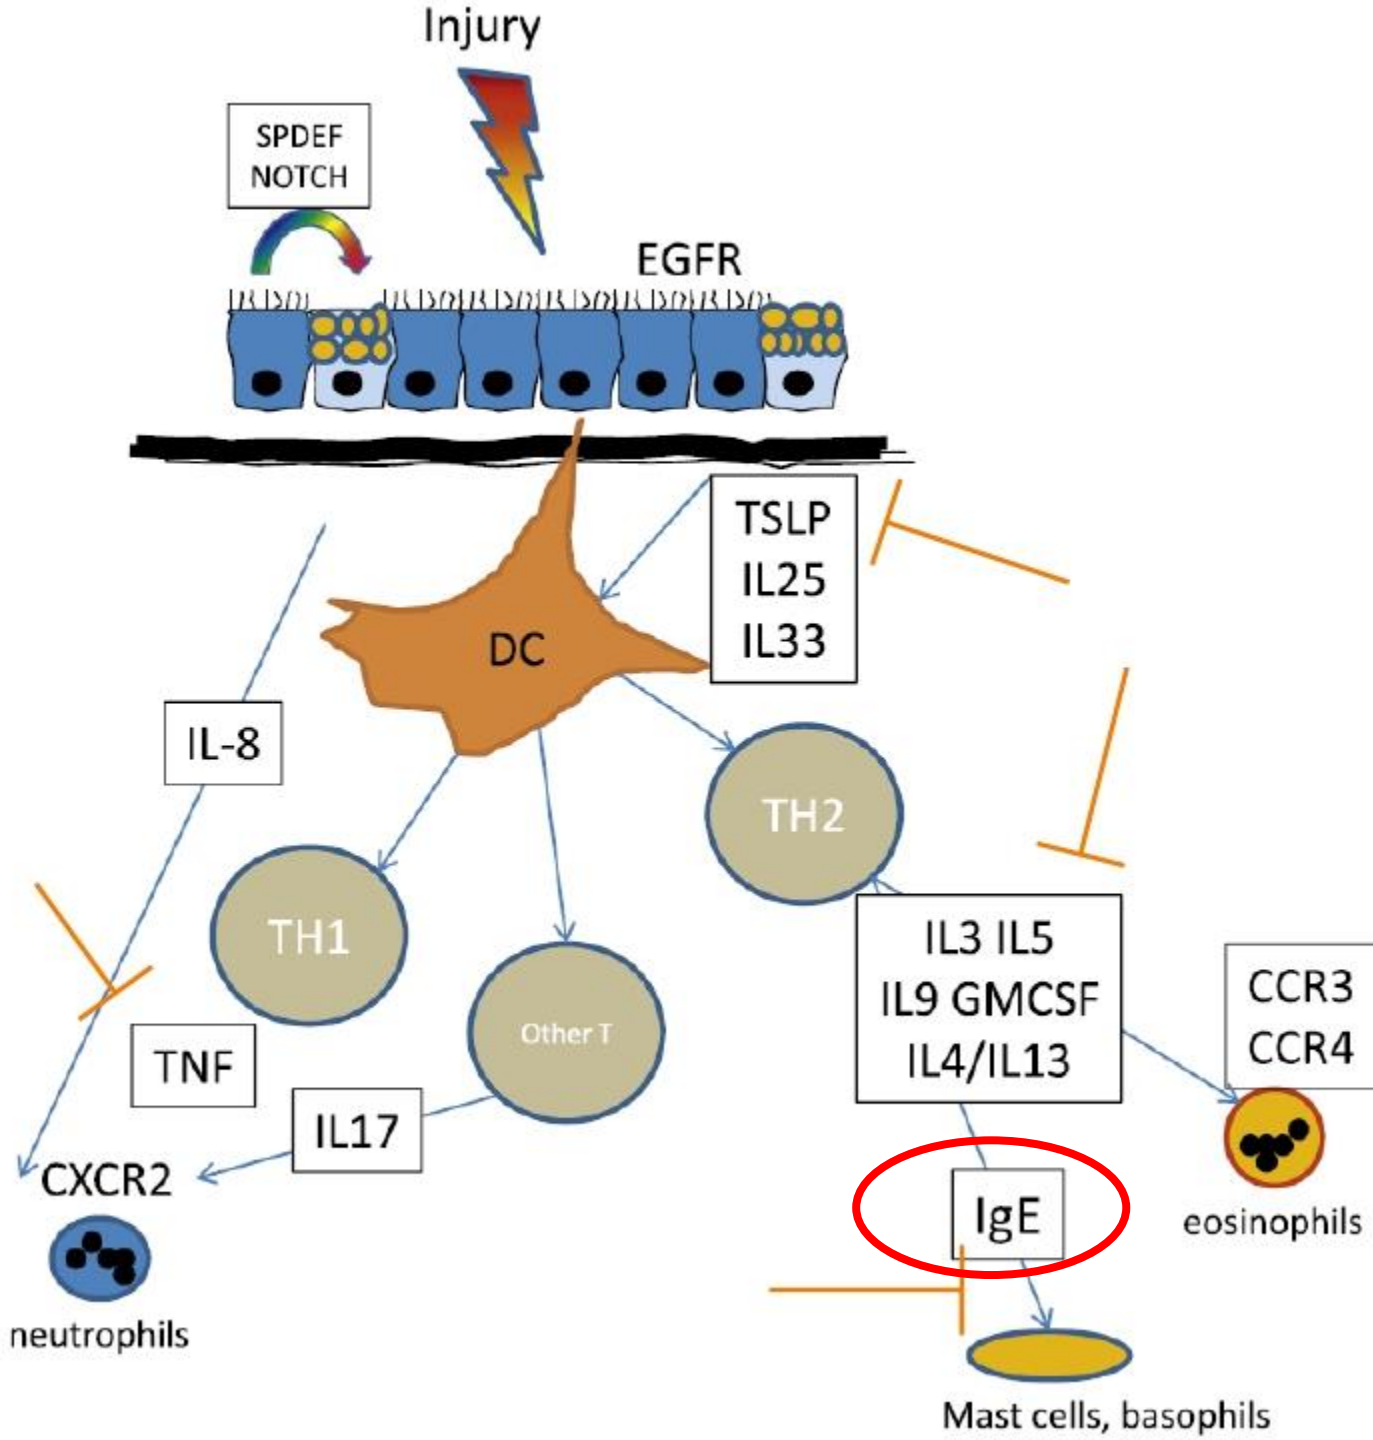 Injury
SPDEF
NOTCH
EGFR
TSLP
IL25
IL33
DC
IL-8
TH2
TH1
IL3 IL5
IL9 GMCSF
IL4/IL13
CCR3
CCR4
Other T
TNF
IL17
CXCR2
IgE
eosinophils
neutrophils
Mast cells, basophils